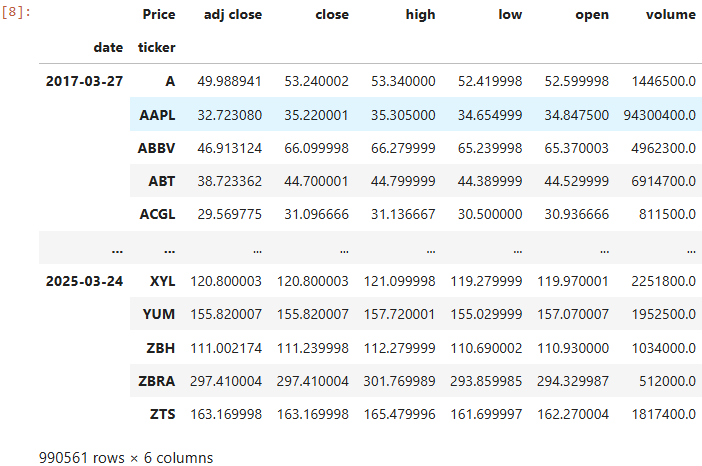 [8]:
Price adj close close high low open volume
date ticker
2017-03-27 A 49.988941 53.240002 53.340000 52.419998 52.599998 1446500.0
AAPL 32.723080 35.220001 35.305000 34.654999 34.847500 94300400.0
ABBV 46.913124 66.099998 66.279999 65.239998 65.370003 4962300.0
ABT 38.723362 44.700001 44.799999 44.389999 44.529999 6914700.0
ACGL 29.569775 31.096666 31.136667 30.500000 30.936666 811500.0
... ... ... ... ... ... ... ...
2025-03-24 XYL 120.800003 120.800003 121.099998 119.279999 119.970001 2251800.0
YUM 155.820007 155.820007 157.720001 155.029999 157.070007 1952500.0
ZBH 111.002174 111.239998 112.279999 110.690002 110.930000 1034000.0
ZBRA 297.410004 297.410004 301.769989 293.859985 294.329987 512000.0
ZTS 163.169998 163.169998 165.479996 161.699997 162.270004 1817400.0
990561 rows × 6 columns